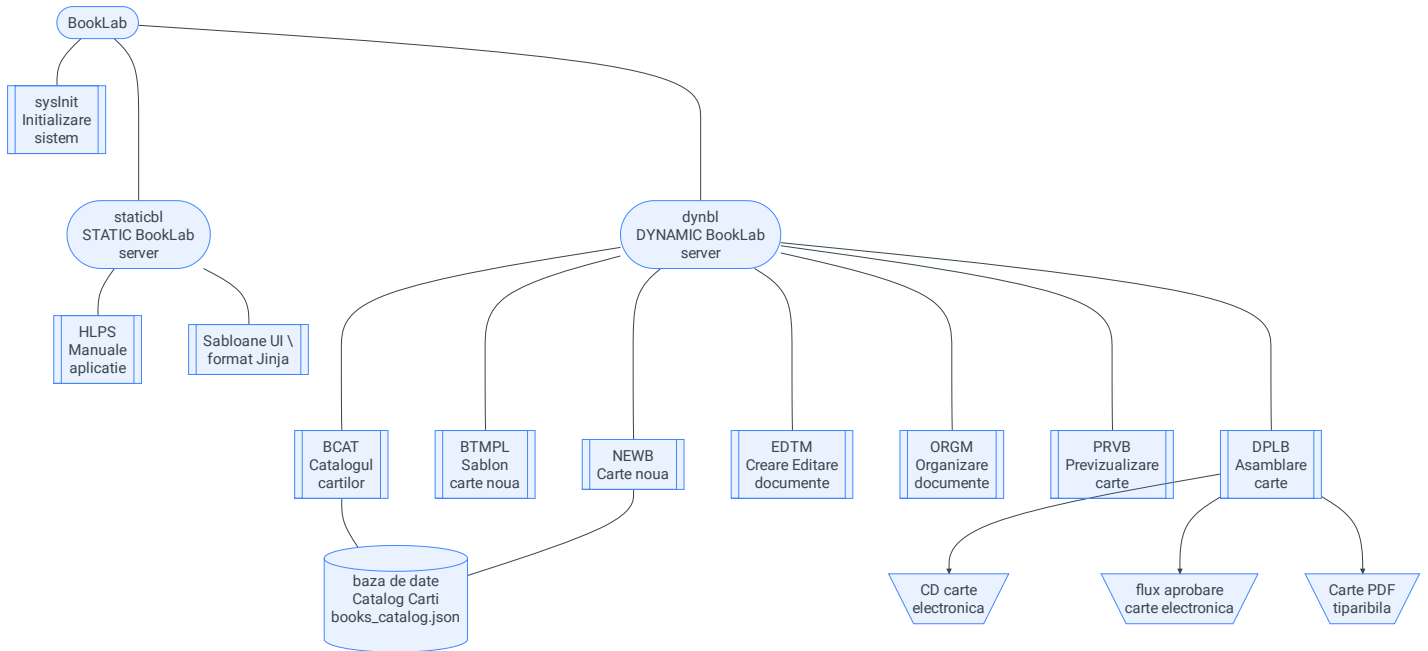 BookLab
sysInit
Initializare
sistem
staticbl
STATIC BookLab
server
dynbl
DYNAMIC BookLab
server
HLPS
Manuale
aplicatie
Sabloane UI \
format Jinja
BCAT
Catalogul
cartilor
BTMPL
Sablon
carte noua
NEWB
Carte noua
EDTM
Creare Editare
documente
ORGM
Organizare
documente
PRVB
Previzualizare
carte
DPLB
Asamblare
carte
baza de date
Catalog Carti
books_catalog.json
CD carte
electronica
flux aprobare
carte electronica
Carte PDF
tiparibila